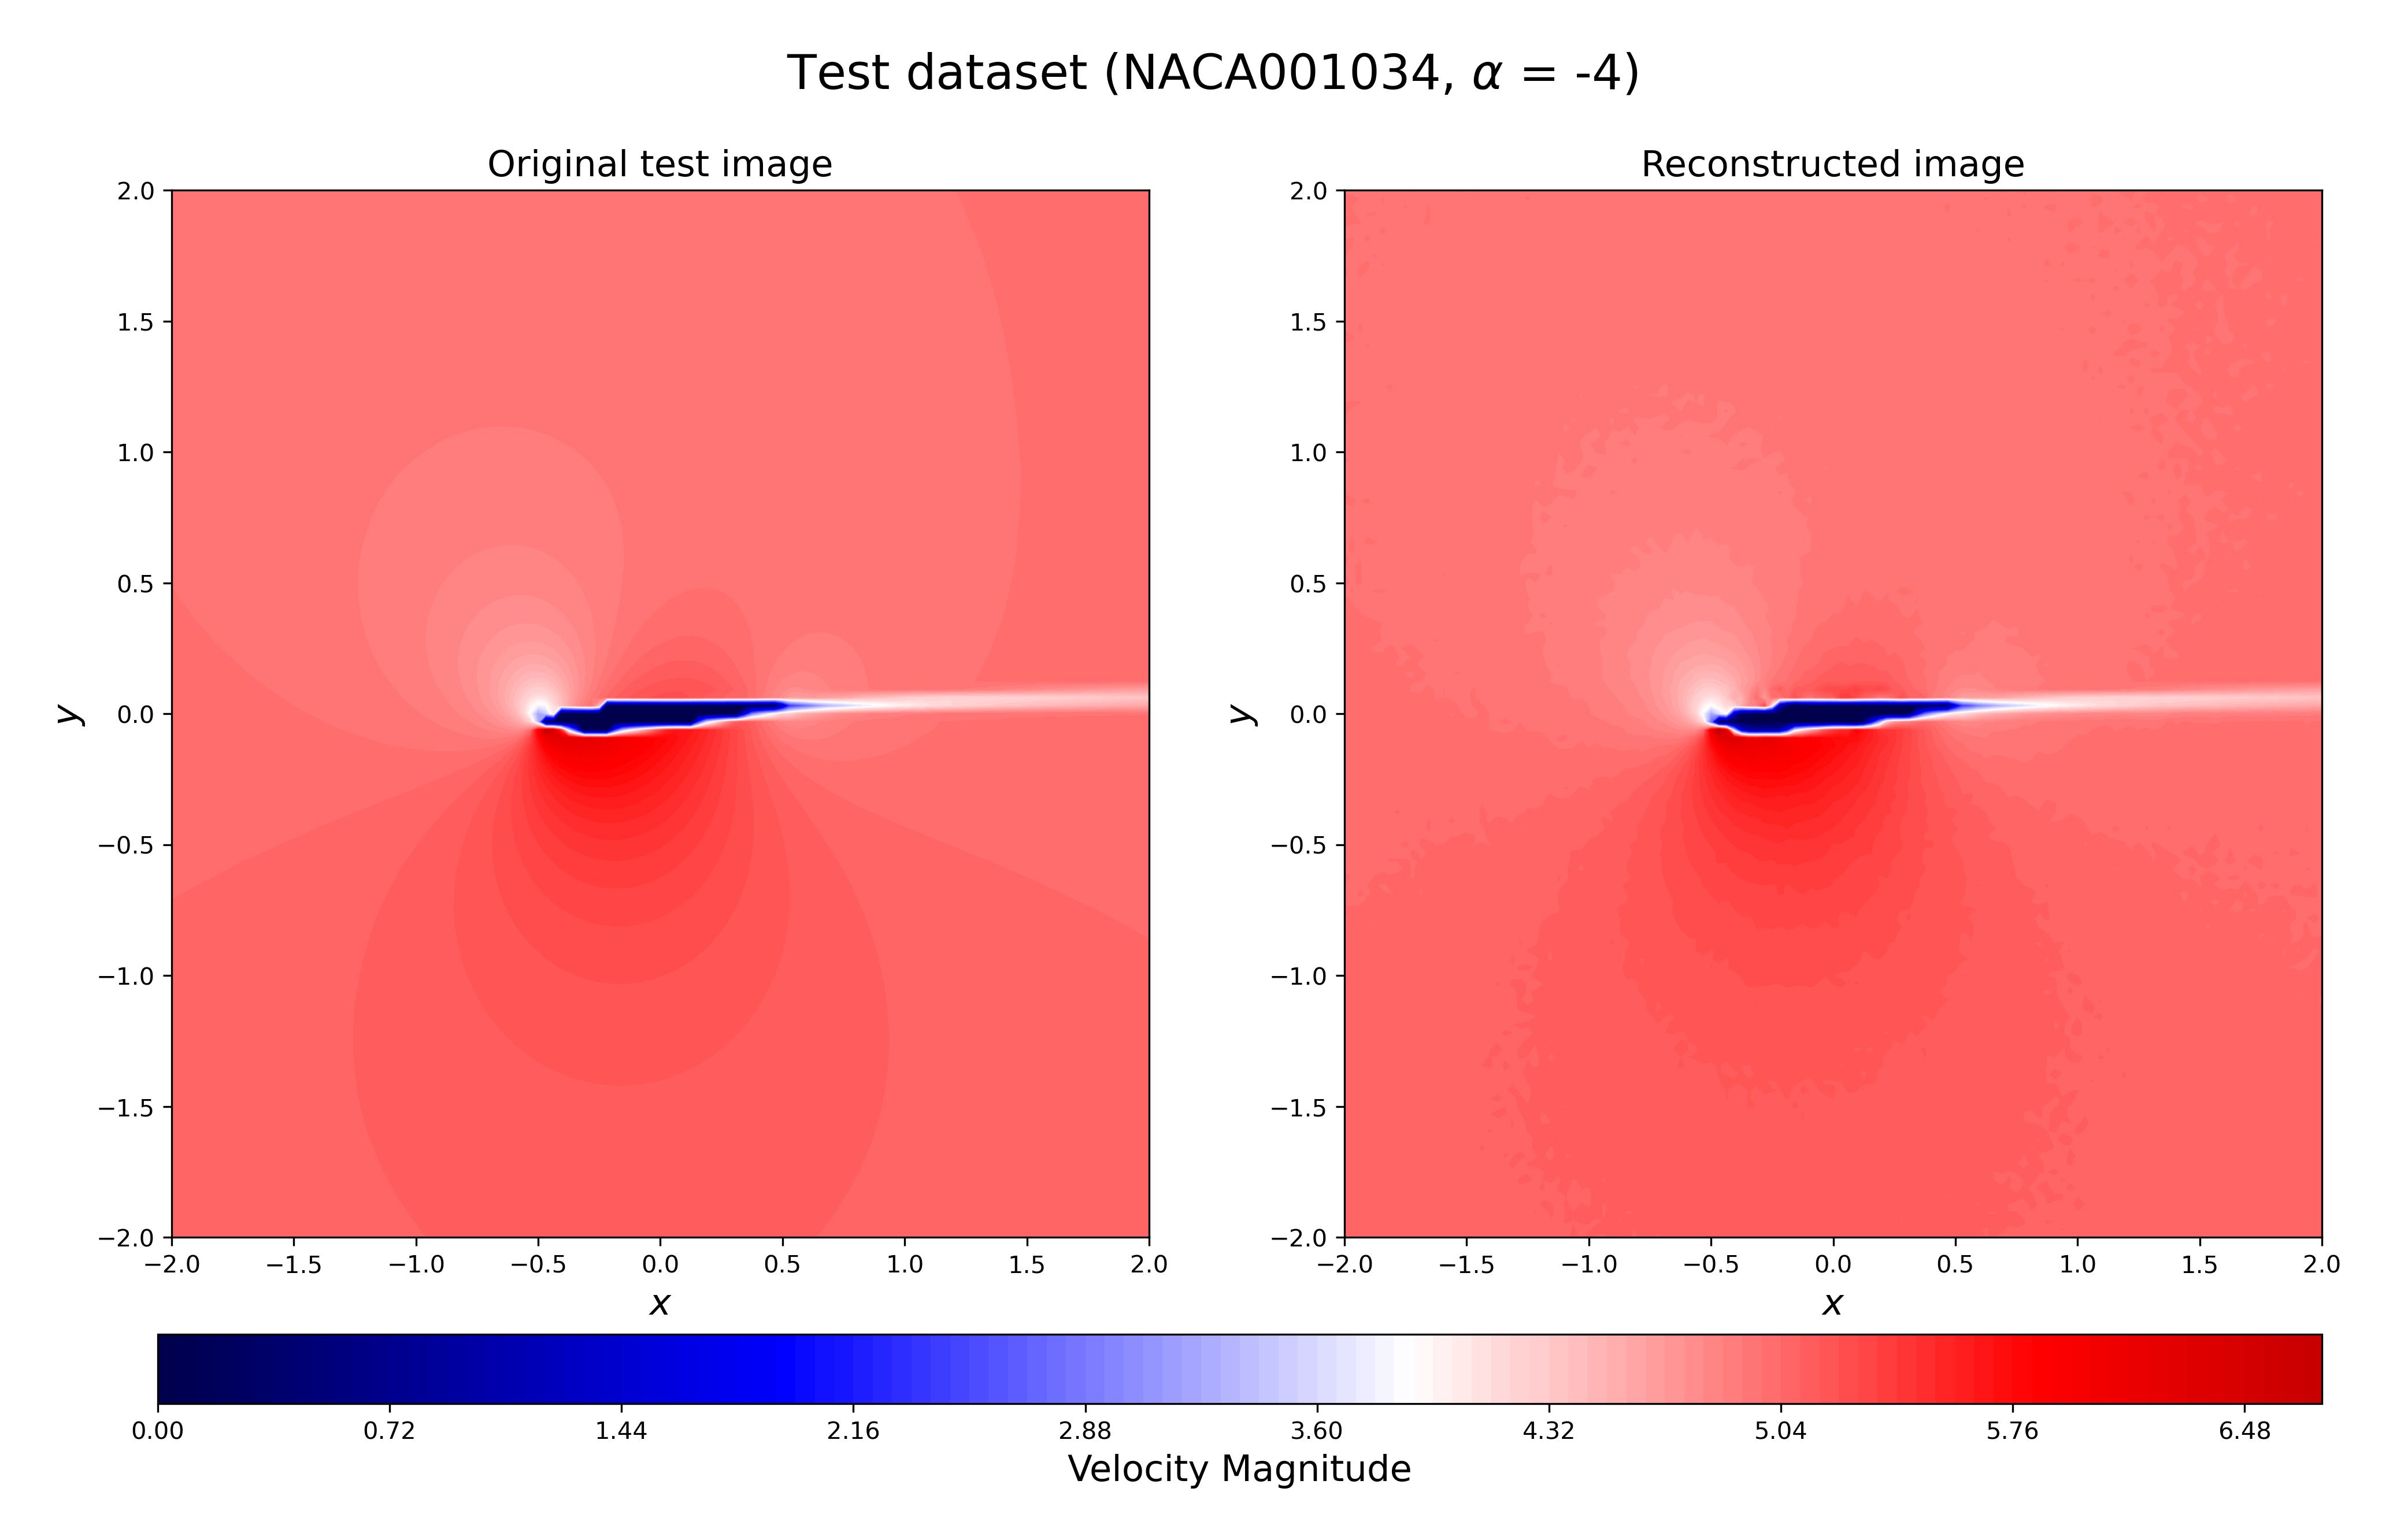 Test dataset (NACA001034, α = -4)
Original test image
Reconstructed image
2.0
1.5
1.0
0.5
0.0
−0.5
−1.0
−1.5
−2.0
y
−2.0 −1.5 −1.0 −0.5 0.0 0.5 1.0 1.5 2.0
x
2.0
1.5
1.0
0.5
0.0
−0.5
−1.0
−1.5
−2.0
y
−2.0 −1.5 −1.0 −0.5 0.0 0.5 1.0 1.5 2.0
x
0.00 0.72 1.44 2.16 2.88 3.60 4.32 5.04 5.76 6.48
Velocity Magnitude